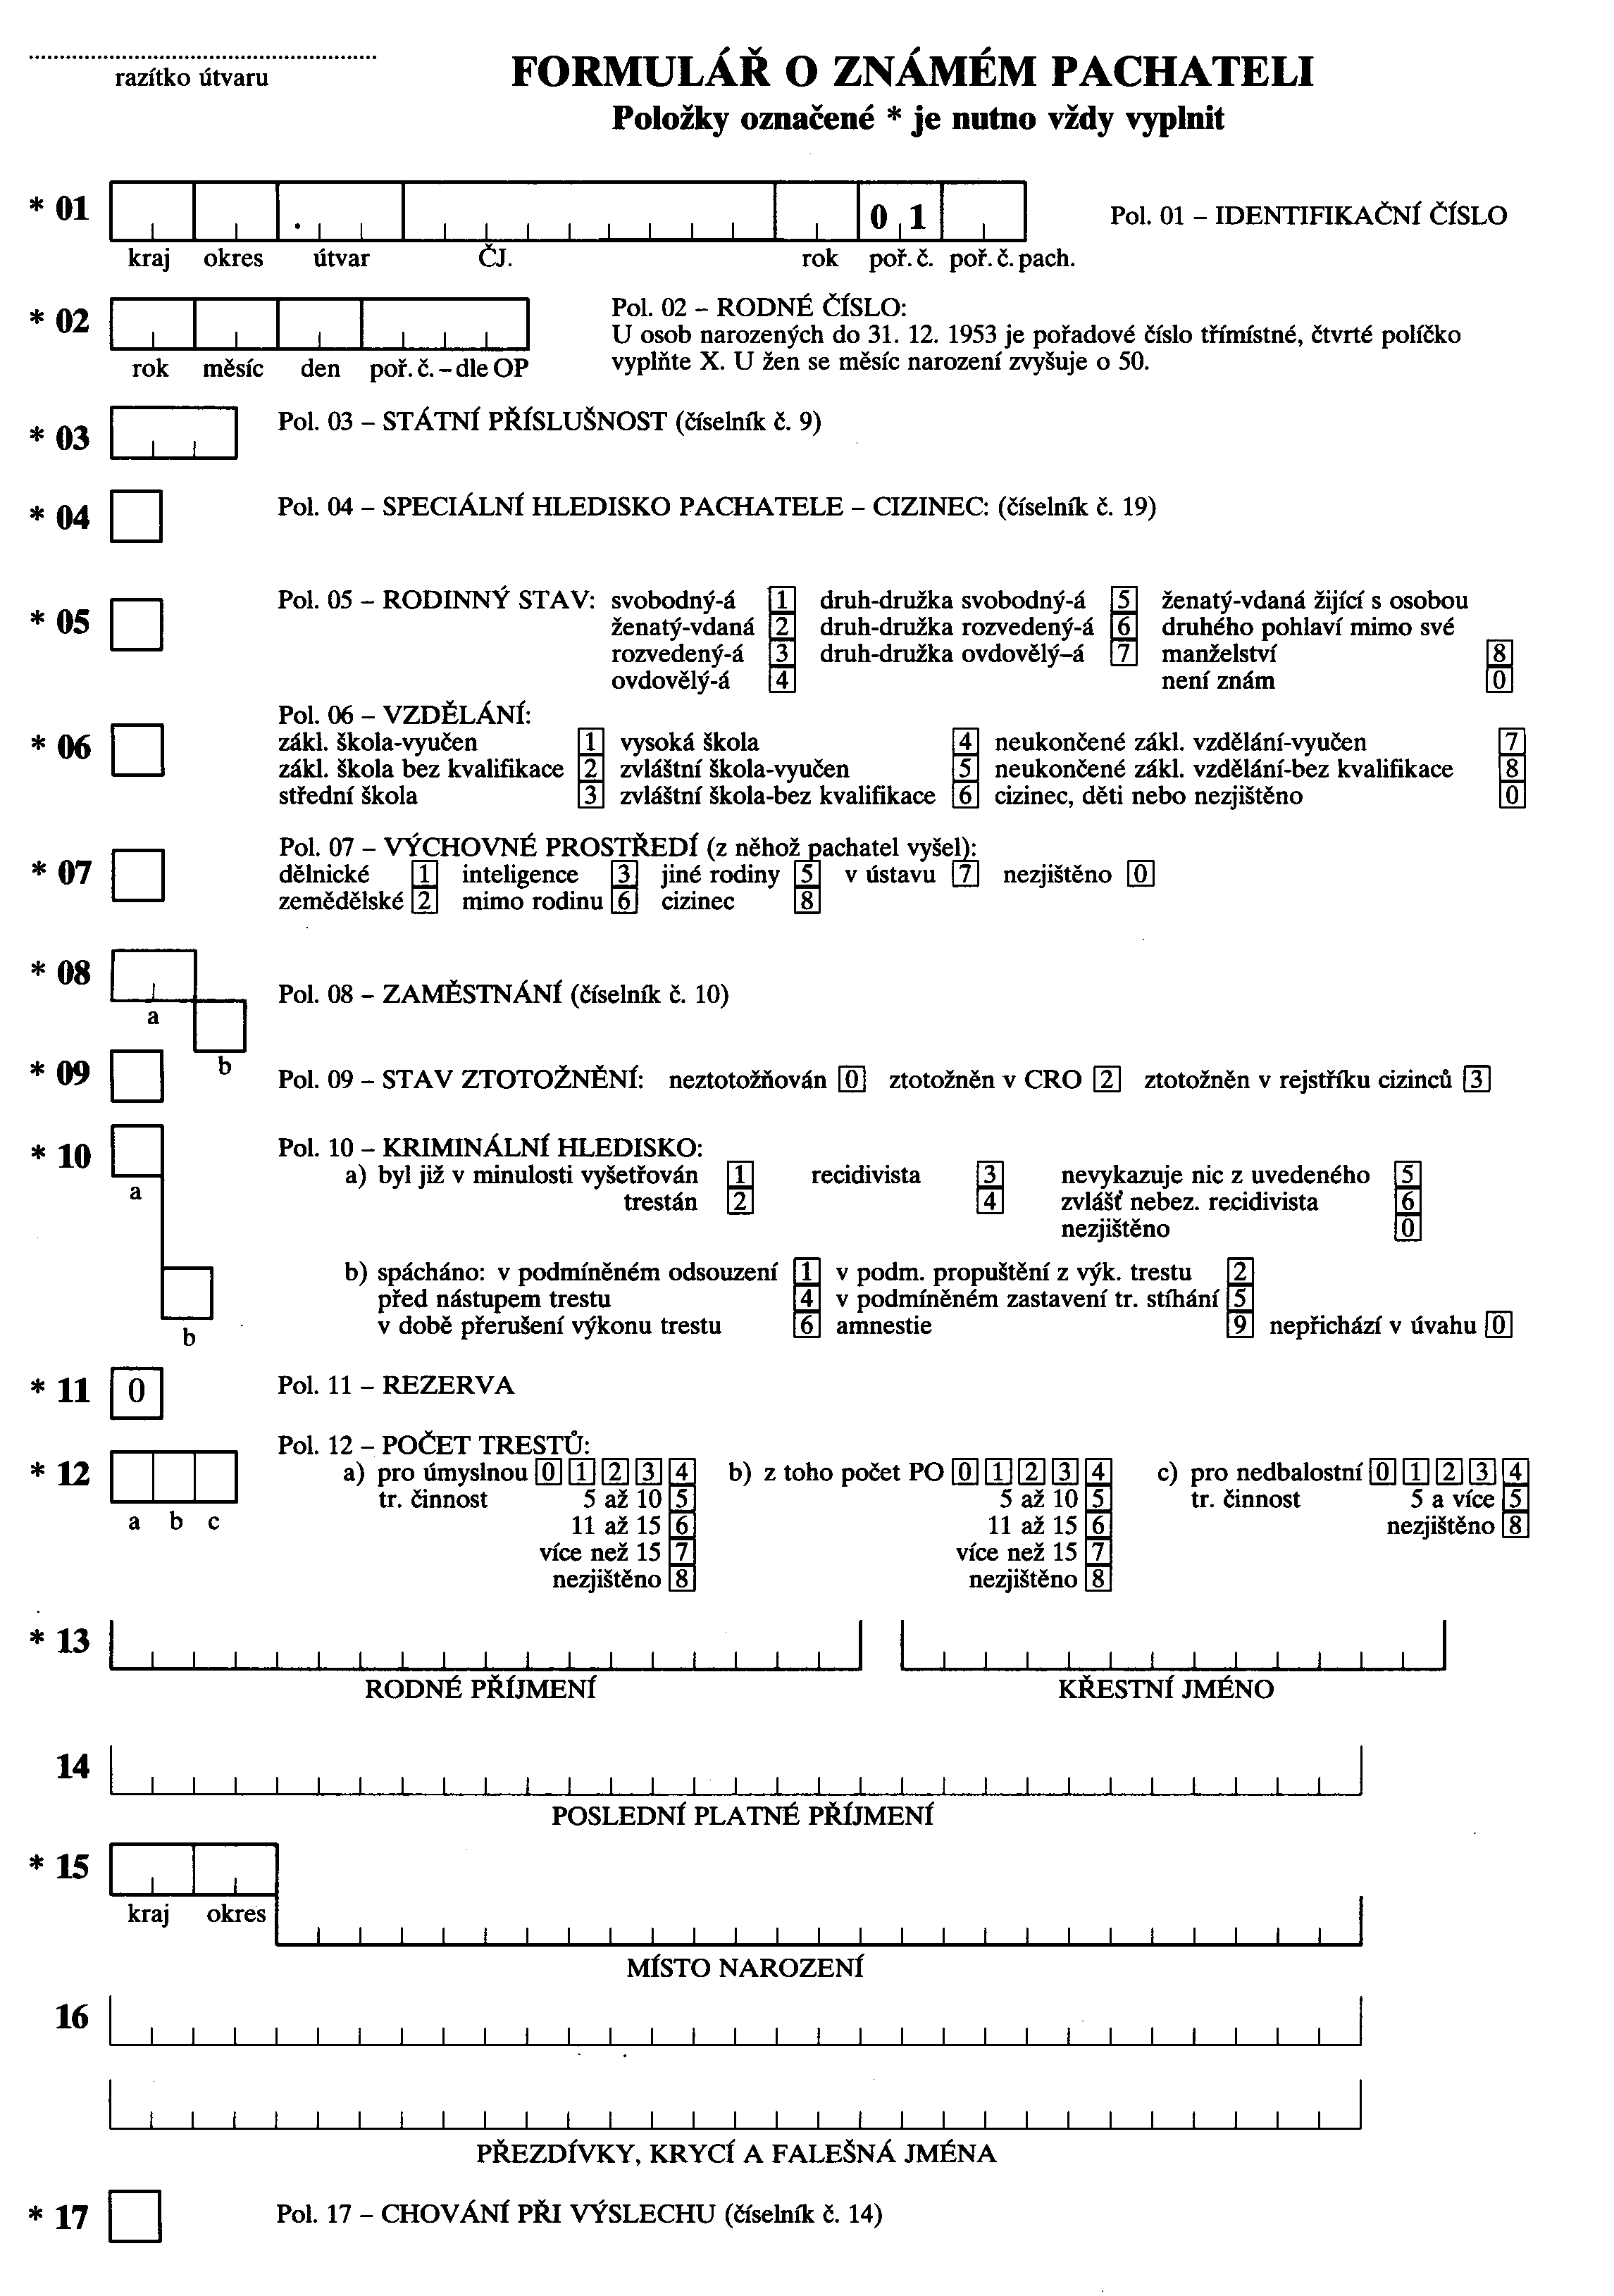 razítko útvaru
FORMULÁŘ O ZNÁMÉM PACHATELI
Položky označené * je nutno vždy vyplnit
* 01 . 0 1 Pol. 01 – IDENTIFIKAČNÍ ČÍSLO
kraj okres útvar ČJ. rok poř. č. poř. č. pach.
* 02 Pol. 02 – RODNÉ ČÍSLO:
U osob narozených do 31. 12. 1953 je pořadové číslo třímístné, čtvrté políčko
rok měsíc den poř. č. – dle OP vyplňte X. U žen se měsíc narození zvyšuje o 50.
* 03 Pol. 03 – STÁTNÍ PŘÍSLUŠNOST (číselník č. 9)
* 04 Pol. 04 – SPECIÁLNÍ HLEDISKO PACHATELE – CIZINEC: (číselník č. 19)
* 05 Pol. 05 – RODINNÝ STAV: svobodný-á 1 druh-družka svobodný-á 5 ženatý-vdaná žijící s osobou
ženatý-vdaná 2 druh-družka rozvedený-á 6 druhého pohlaví mimo své
rozvedený-á 3 druh-družka ovdovělý–á 7 manželství 8
ovdovělý-á 4 není znám 0
Pol. 06 – VZDĚLÁNÍ:
* 06 zákl. škola-vyučen 1 vysoká škola 4 neukončené zákl. vzdělání-vyučen 7
zákl. škola bez kvalifikace 2 zvláštní škola-vyučen 5 neukončené zákl. vzdělání-bez kvalifikace 8
střední škola 3 zvláštní škola-bez kvalifikace 6 cizinec, děti nebo nezjištěno 0
Pol. 07 – VÝCHOVNÉ PROSTŘEDÍ (z něhož pachatel vyšel):
* 07 dělnické 1 inteligence 3 jiné rodiny 5 v ústavu 7 nezjištěno 0
zemědělské 2 mimo rodinu 6 cizinec 8
* 08 Pol. 08 – ZAMĚSTNÁNÍ (číselník č. 10)
a
b
* 09 Pol. 09 – STAV ZTOTOŽNĚNÍ: neztotožňován 0 ztotožněn v CRO 2 ztotožněn v rejstříku cizinců 3
* 10 Pol. 10 – KRIMINÁLNÍ HLEDISKO:
a) byl již v minulosti vyšetřován 1 recidivista 3 nevykazuje nic z uvedeného 5
a trestán 2 4 zvlášť nebez. recidivista 6
nezjištěno 0
b) spácháno: v podmíněném odsouzení 1 v podm. propuštění z výk. trestu 2
před nástupem trestu 4 v podmíněném zastavení tr. stíhání 5
v době přerušení výkonu trestu 6 amnestie 9 nepřichází v úvahu 0
b
* 11 0 Pol. 11 – REZERVA
Pol. 12 – POČET TRESTŮ:
* 12 a) pro úmyslnou 0 1 2 3 4 b) z toho počet PO 0 1 2 3 4 c) pro nedbalostní 0 1 2 3 4
tr. činnost 5 až 10 5 5 až 10 5 tr. činnost 5 a více 5
a b c 11 až 15 6 11 až 15 6 nezjištěno 8
více než 15 7 více než 15 7
nezjištěno 8 nezjištěno 8
* 13
RODNÉ PŘÍJMENÍ KŘESTNÍ JMÉNO
14
POSLEDNÍ PLATNÉ PŘÍJMENÍ
* 15
kraj okres
MÍSTO NAROZENÍ
16
PŘEZDÍVKY, KRYCÍ A FALEŠNÁ JMÉNA
* 17 Pol. 17 – CHOVÁNÍ PŘI VÝSLECHU (číselník č. 14)